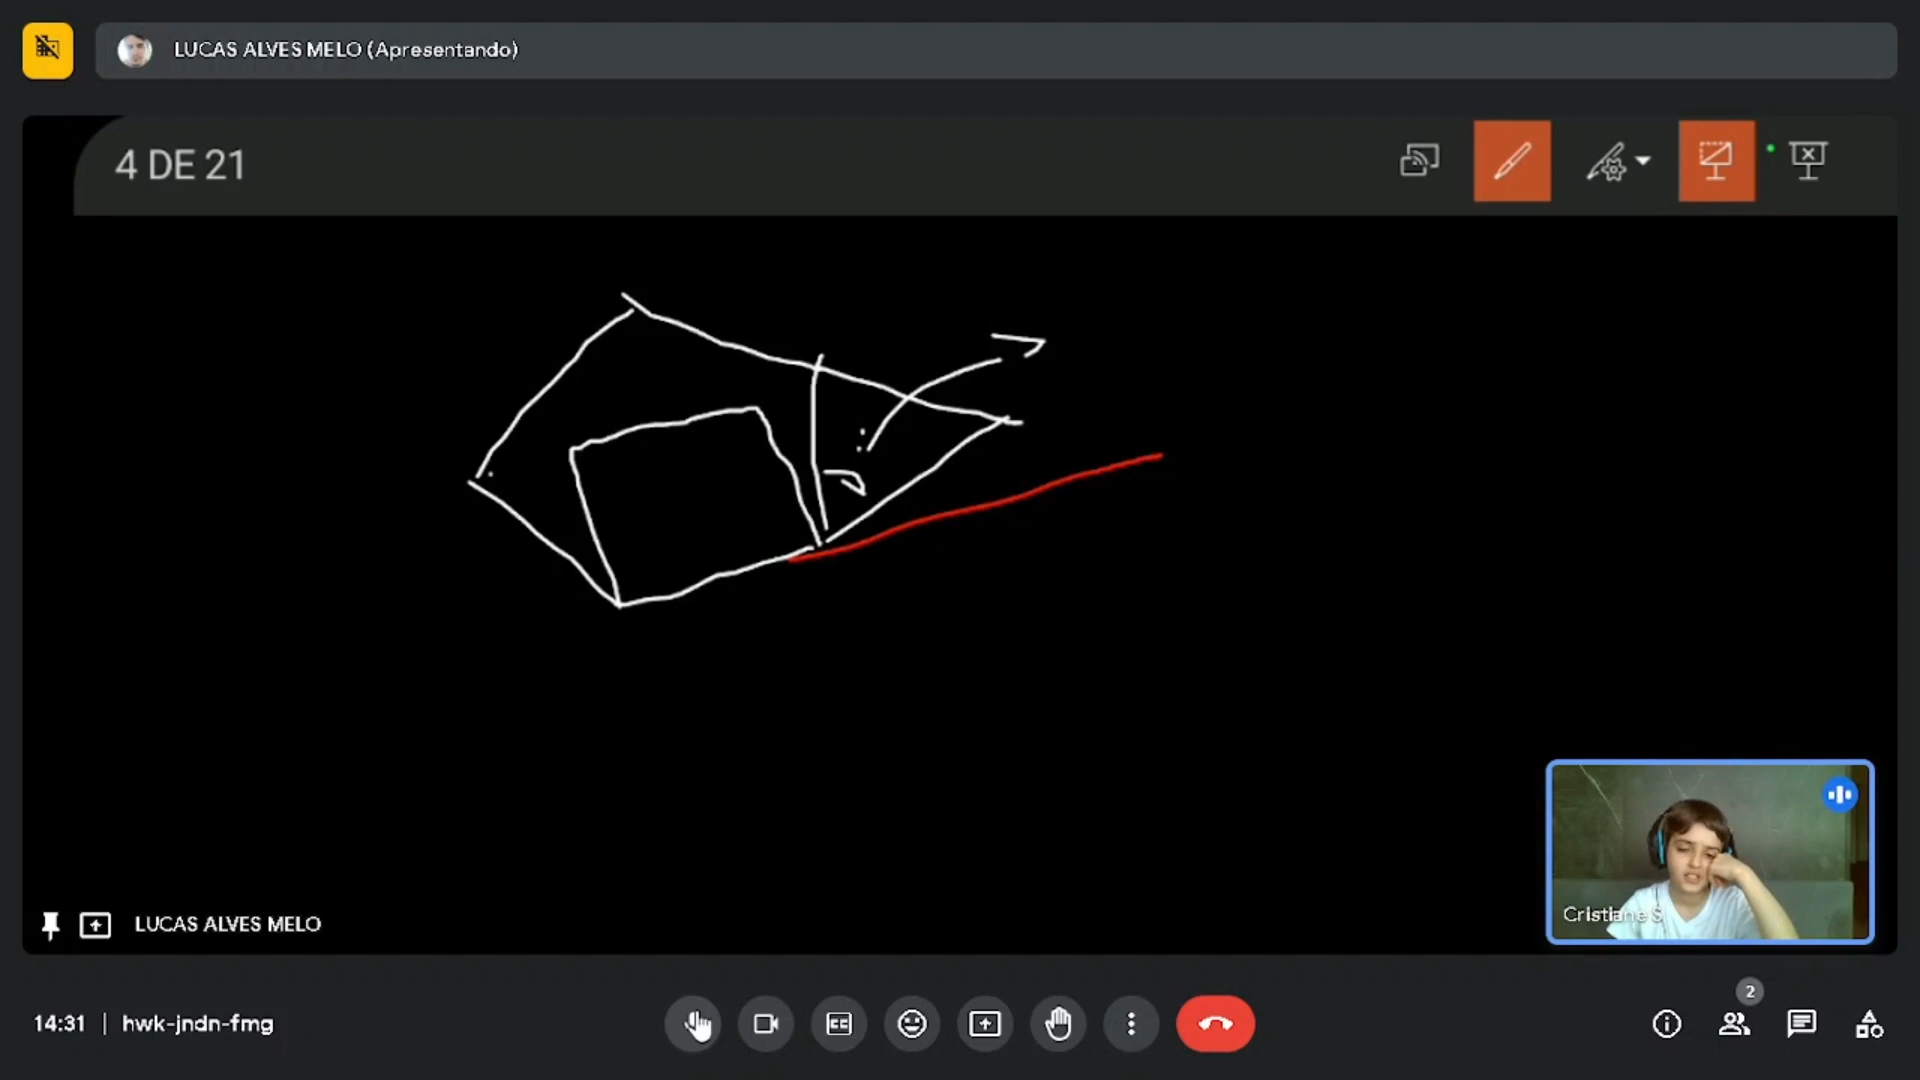 LUCAS ALVES MELO (Apresentando)
4 DE 21
LUCAS ALVES MELO
Cristiane S
14:31 | hwk-jndn-fmg
2